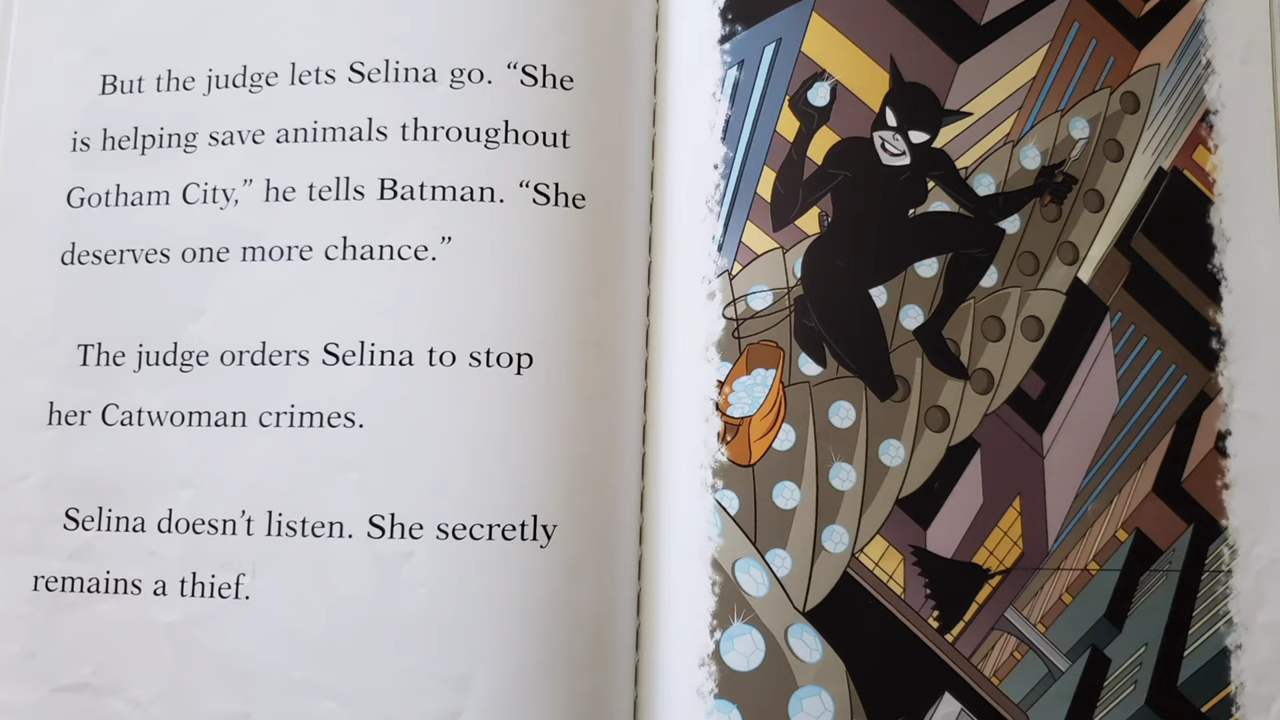 But the judge lets Selina go. “She
is helping save animals throughout
Gotham City,” he tells Batman. “She
deserves one more chance.”
The judge orders Selina to stop
her Catwoman crimes.
Selina doesn’t listen. She secretly
remains a thief.